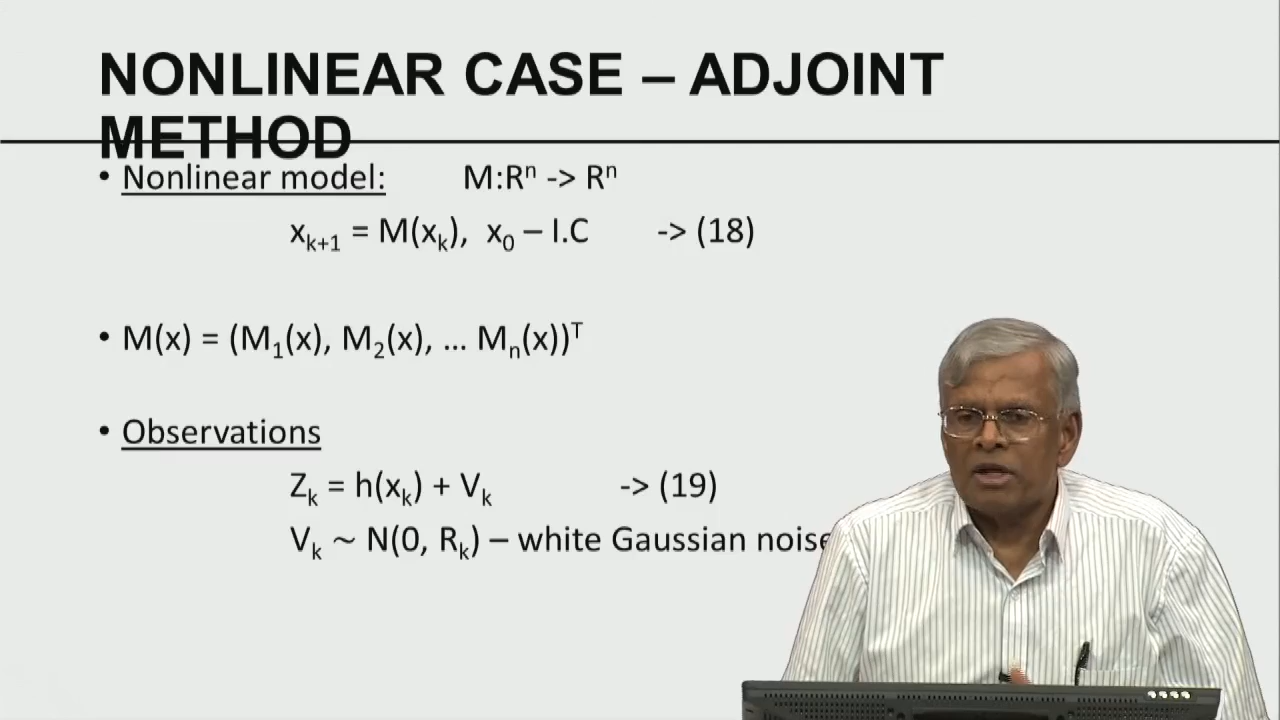 NONLINEAR CASE – ADJOINT
METHOD
• Nonlinear model: M:Rⁿ -> Rⁿ
xₖ₊₁ = M(xₖ), x₀ – I.C -> (18)
• M(x) = (M₁(x), M₂(x), ... Mₙ(x))ᵀ
• Observations
Zₖ = h(xₖ) + Vₖ -> (19)
Vₖ ~ N(0, Rₖ) – white Gaussian noise